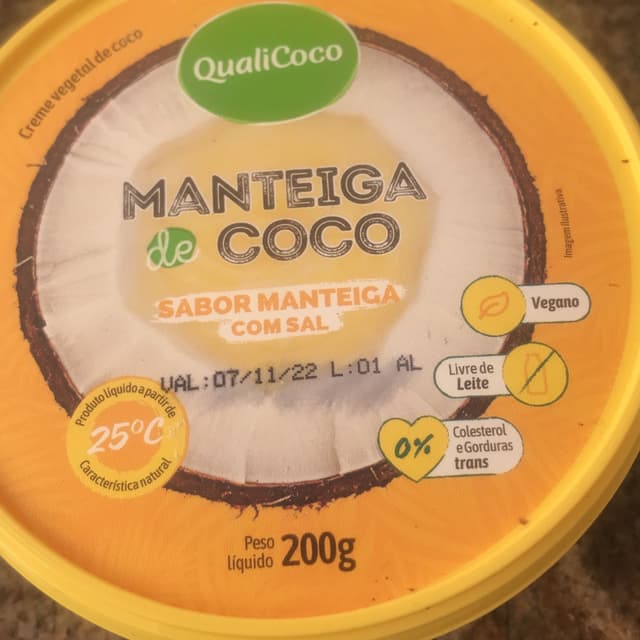 Creme vegetal de coco
QualiCoco
MANTEIGA
de COCO
SABOR MANTEIGA
COM SAL
Imagem ilustrativa
Vegano
VAL:07/11/22 L:01 AL
Livre de
Leite
Produto líquido a partir de
25ºC
Característica natural
0%
Colesterol
e Gorduras
trans
Peso
líquido 200g